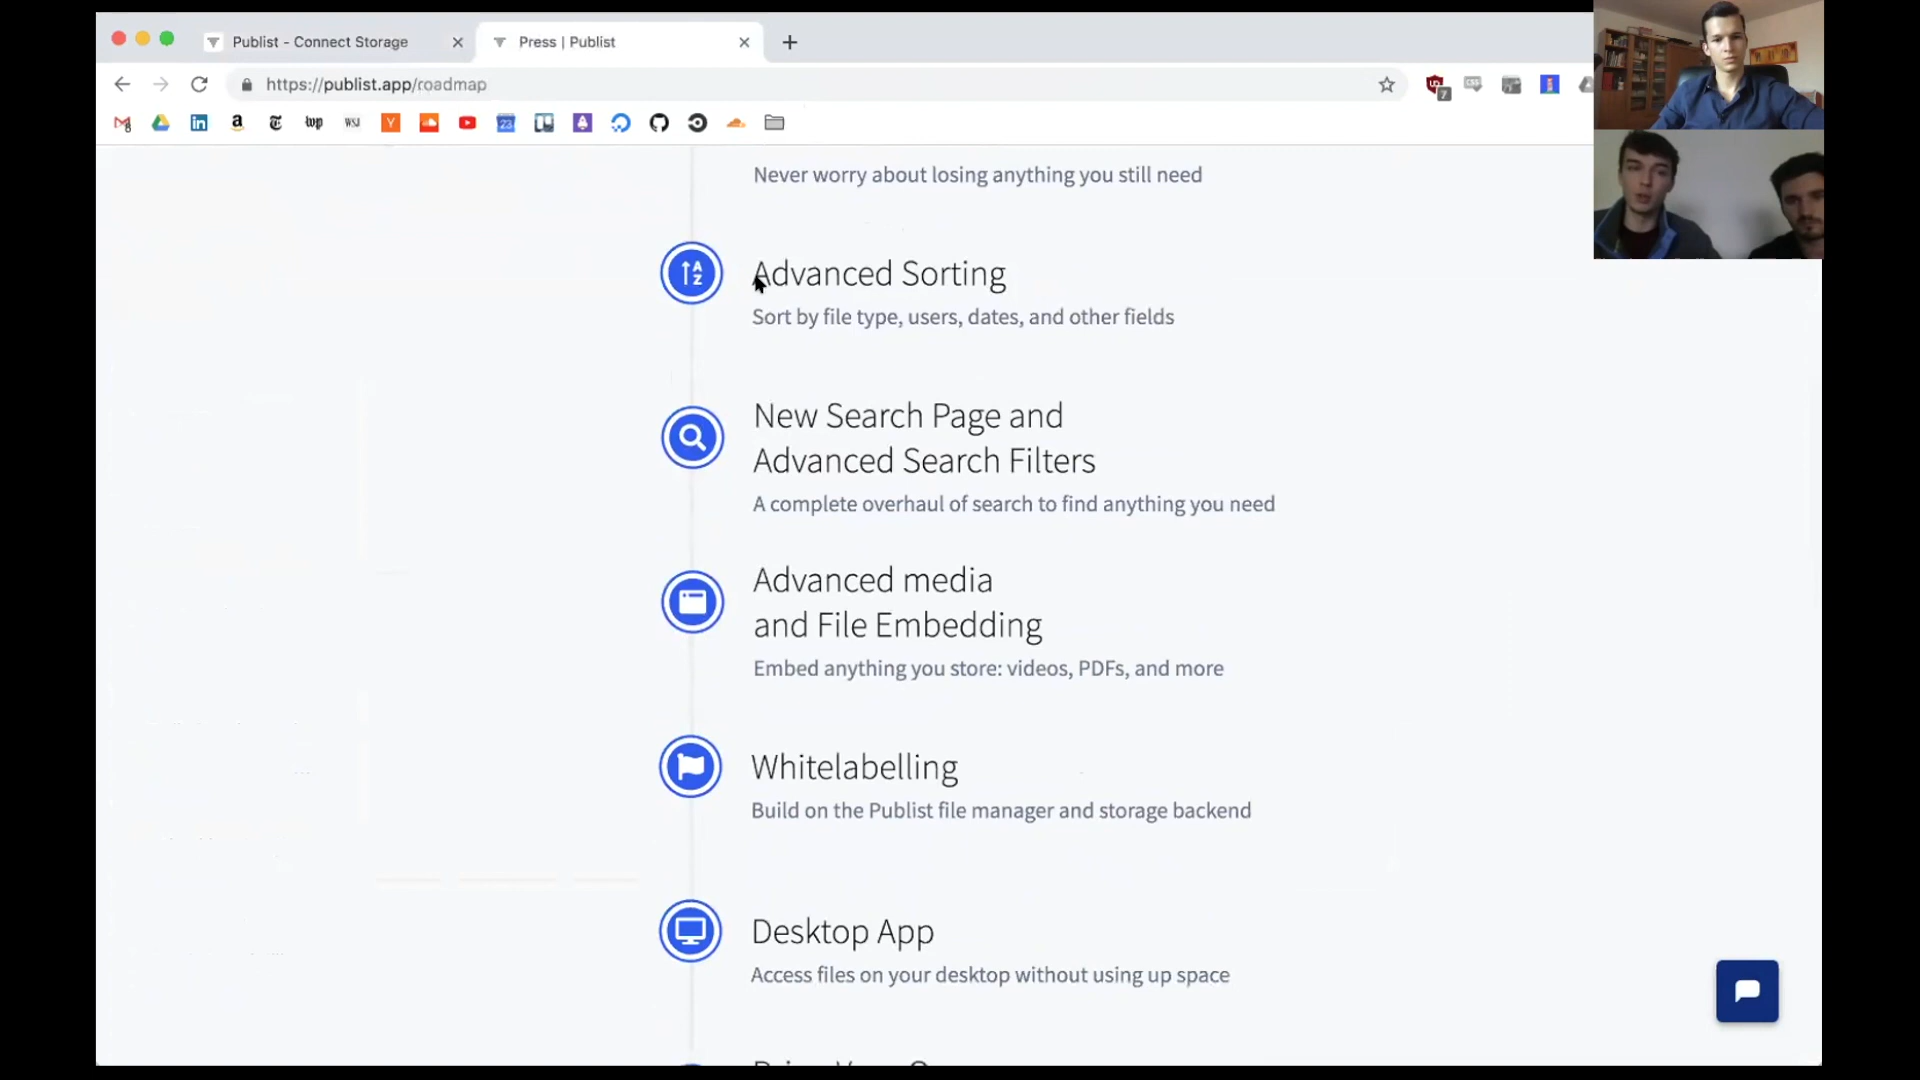 Publist - Connect Storage
Press | Publist
https://publist.app/roadmap
Never worry about losing anything you still need
Advanced Sorting
Sort by file type, users, dates, and other fields
New Search Page and
Advanced Search Filters
A complete overhaul of search to find anything you need
Advanced media
and File Embedding
Embed anything you store: videos, PDFs, and more
Whitelabelling
Build on the Publist file manager and storage backend
Desktop App
Access files on your desktop without using up space